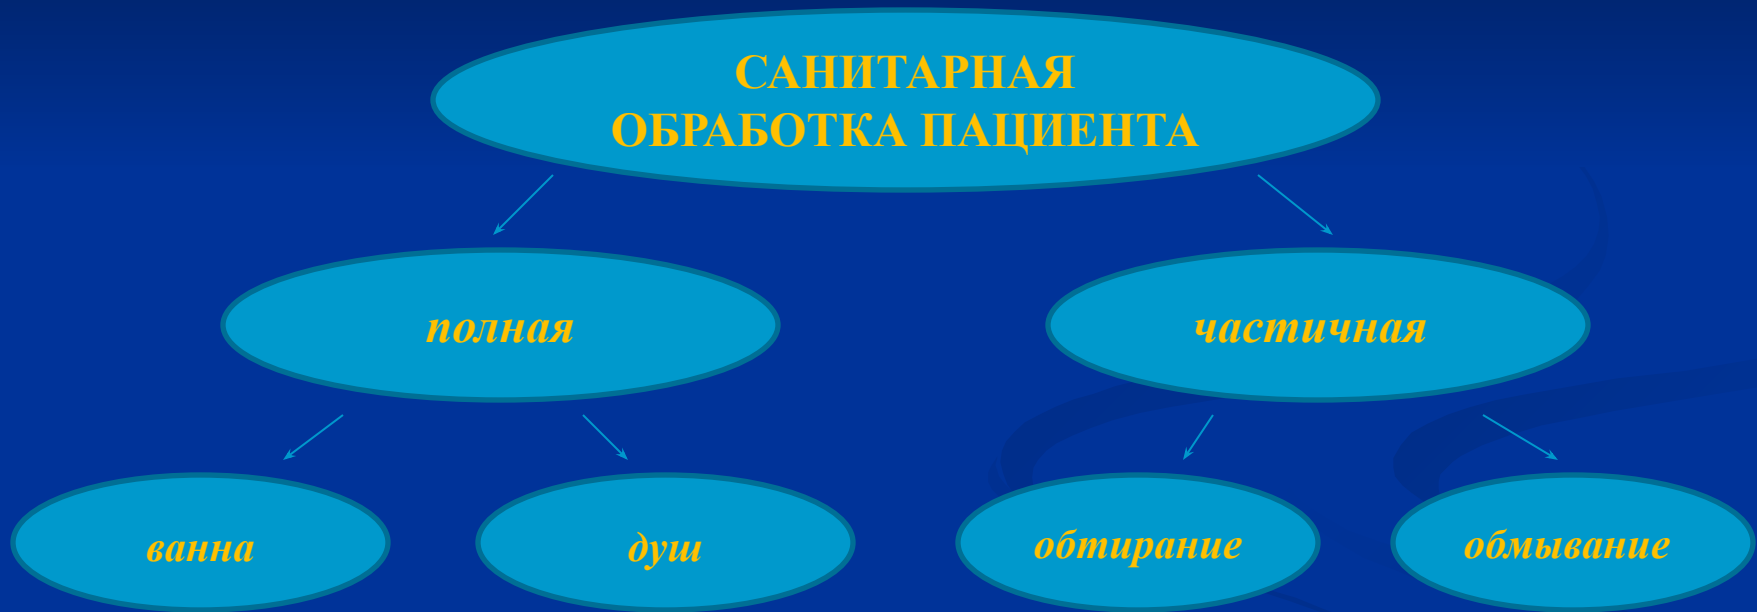 САНИТАРНАЯ
ОБРАБОТКА ПАЦИЕНТА
полная
частичная
ванна
душ
обтирание
обмывание